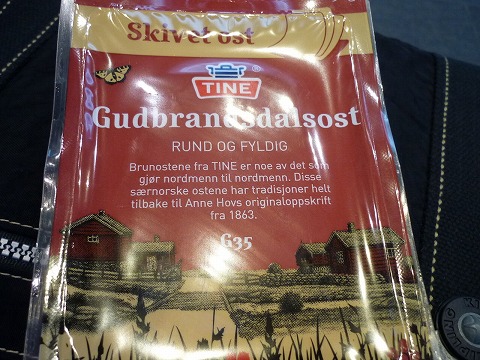 Skivet ost
TINE
Gudbrandsdalsost
RUND OG FYLDIG
Brunostene fra TINE er noe av det som
gjør nordmenn til nordmenn. Disse
særnorske ostene har tradisjoner helt
tilbake til Anne Hovs originaloppskrift
fra 1863.
G35